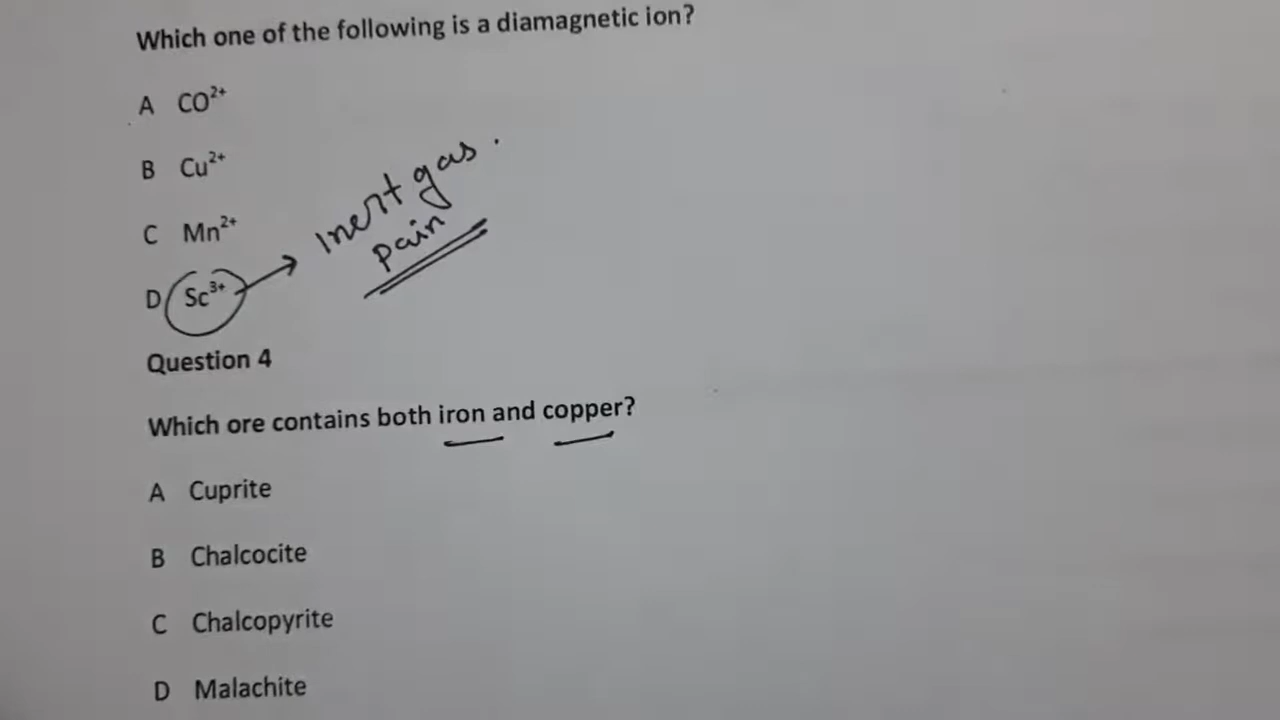 Which one of the following is a diamagnetic ion?
A CO²⁺
B Cu²⁺
C Mn²⁺
Inert gas.
pain
D Sc³⁺
Question 4
Which ore contains both iron and copper?
A Cuprite
B Chalcocite
C Chalcopyrite
D Malachite